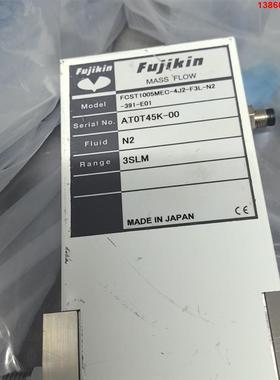 13860
Fujikin
Fujikin
MASS FLOW
Model FCST1005MEC-4J2-F3L-N2
-391-E01
Serial No. AT0T45K-00
Fluid N2
Range 3SLM
MADE IN JAPAN CE